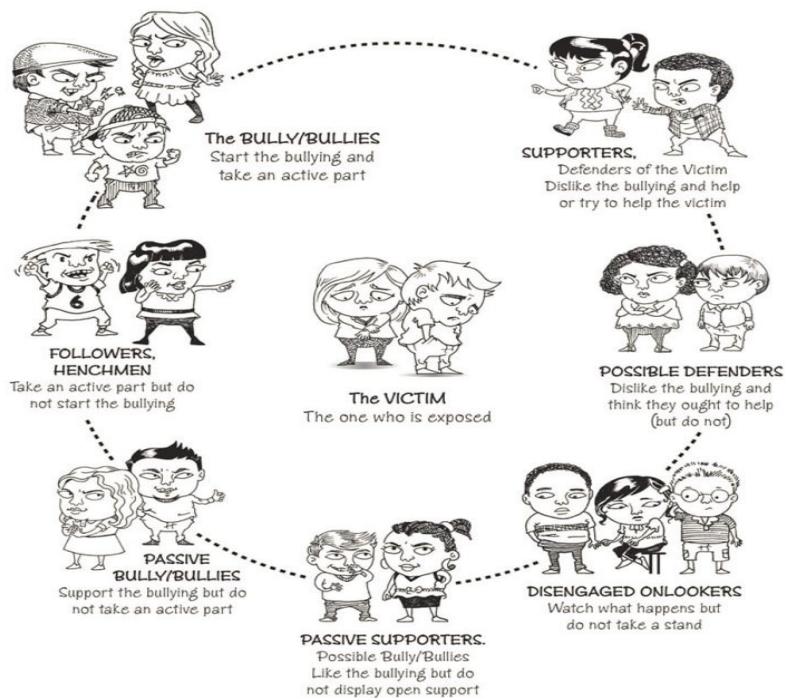 The BULLY/BULLIES
Start the bullying and
take an active part
SUPPORTERS,
Defenders of the Victim
Dislike the bullying and help
or try to help the victim
6
FOLLOWERS,
HENCHMEN
Take an active part but do
not start the bullying
The VICTIM
The one who is exposed
POSSIBLE DEFENDERS
Dislike the bullying and
think they ought to help
(but do not)
PASSIVE
BULLY/BULLIES
Support the bullying but do
not take an active part
PASSIVE SUPPORTERS.
Possible Bully/Bullies
Like the bullying but do
not display open support
DISENGAGED ONLOOKERS
Watch what happens but
do not take a stand